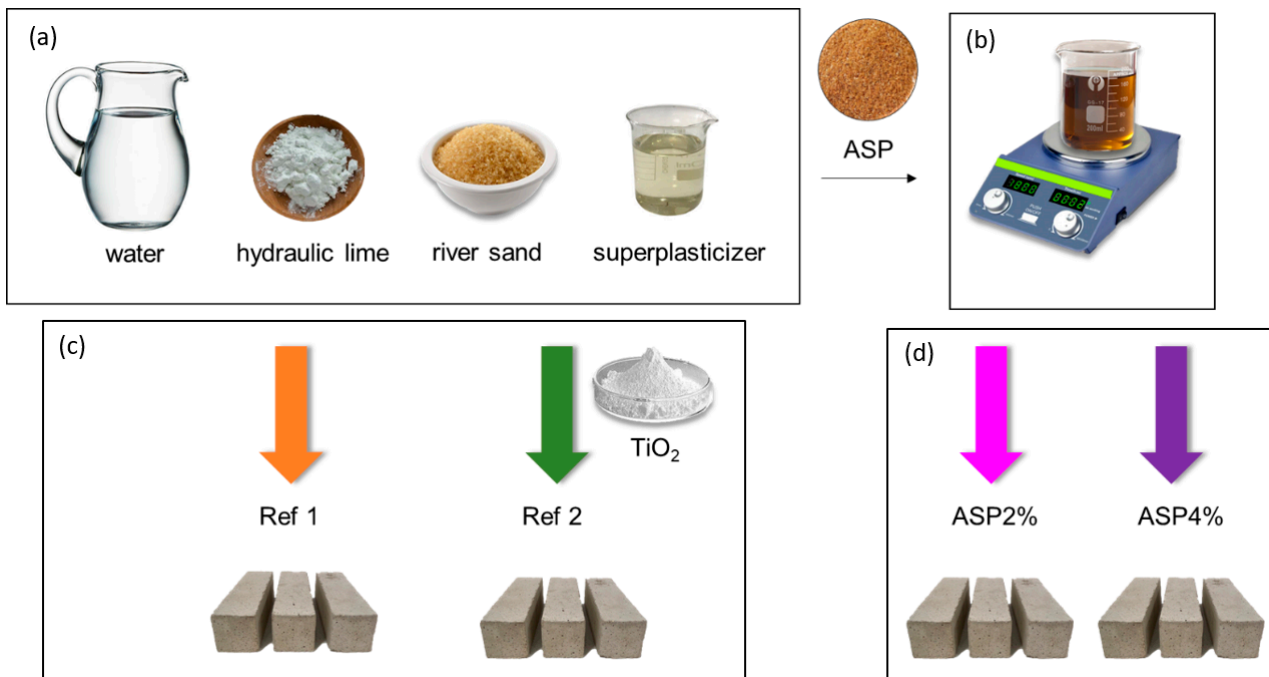 (a)
water
hydraulic lime
river sand
superplasticizer
ASP
(b)
(c)
TiO₂
Ref 1
Ref 2
(d)
ASP2%
ASP4%